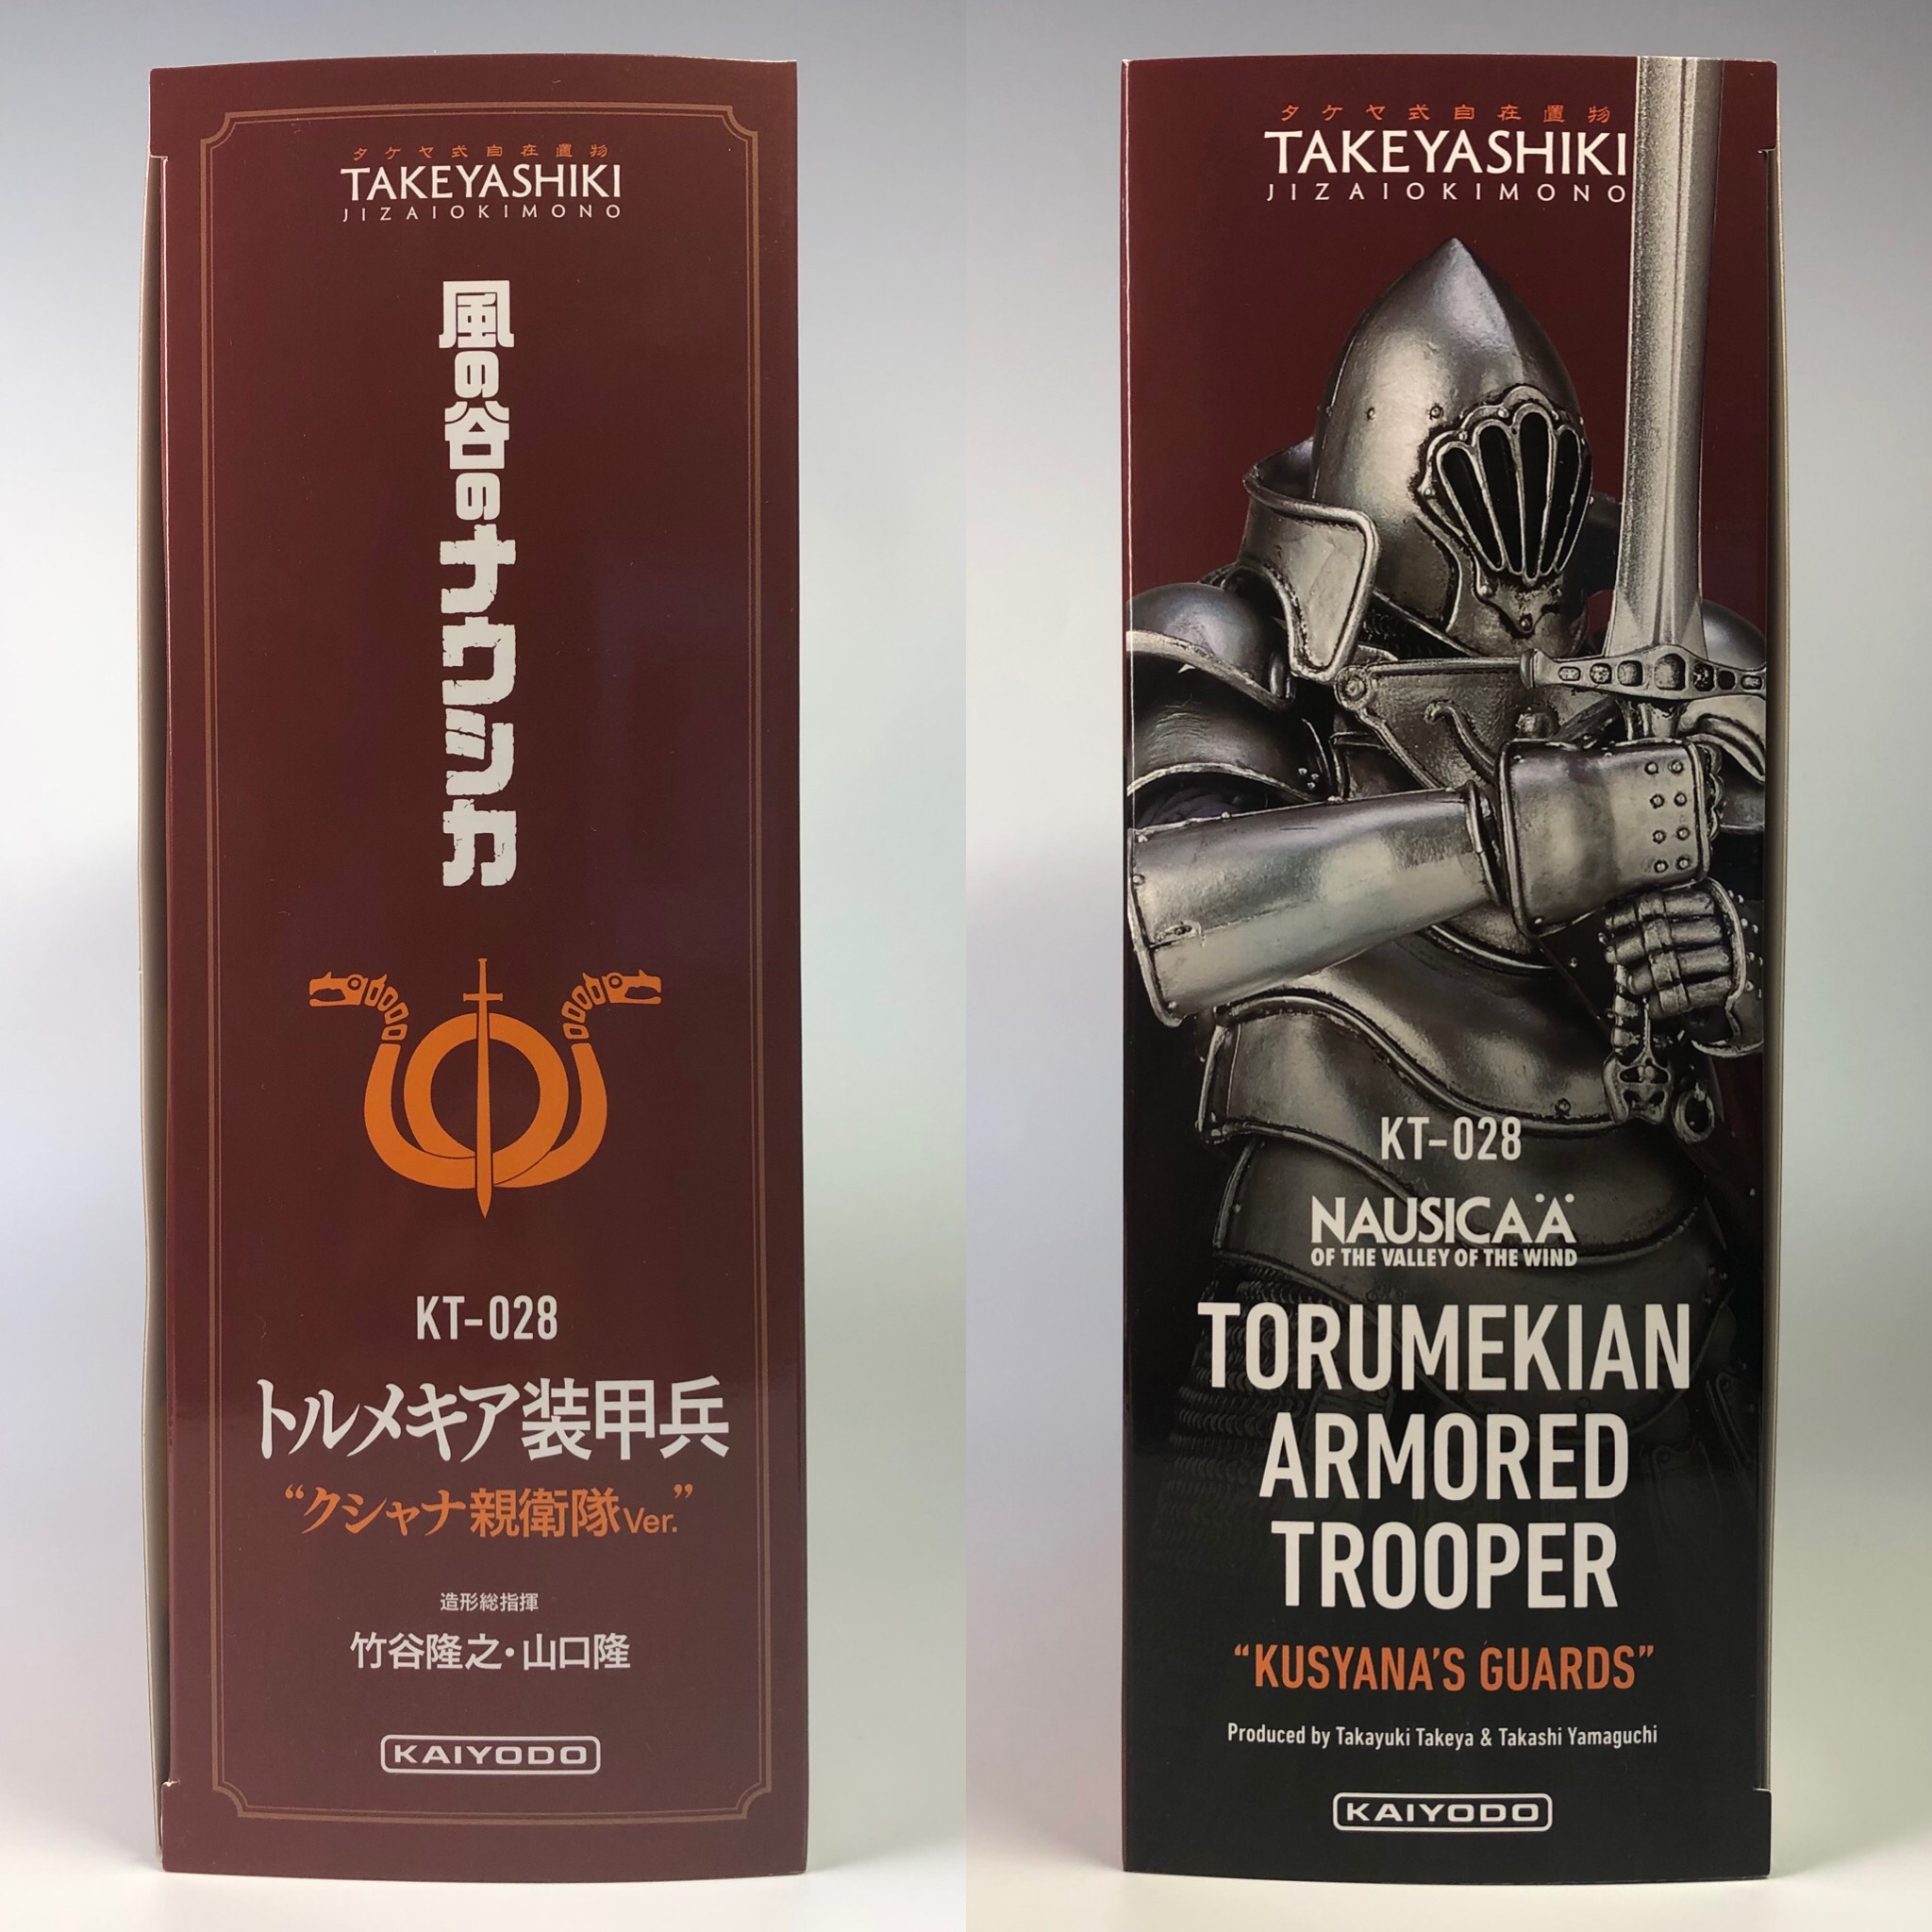 タケヤ式自在置物
TAKEYASHIKI
JIZAIOKIMONO
風の谷のナウシカ
KT-028
トルメキア装甲兵
“クシャナ親衛隊Ver.”
造形総指揮
竹谷隆之・山口隆
KAIYODO
タケヤ式自在置物
TAKEYASHIKI
JIZAIOKIMONO
KT-028
NAUSICAÄÄ
OF THE VALLEY OF THE WIND
TORUMEKIAN
ARMORED
TROOPER
“KUSYANA’S GUARDS”
Produced by Takayuki Takeya & Takashi Yamaguchi
KAIYODO